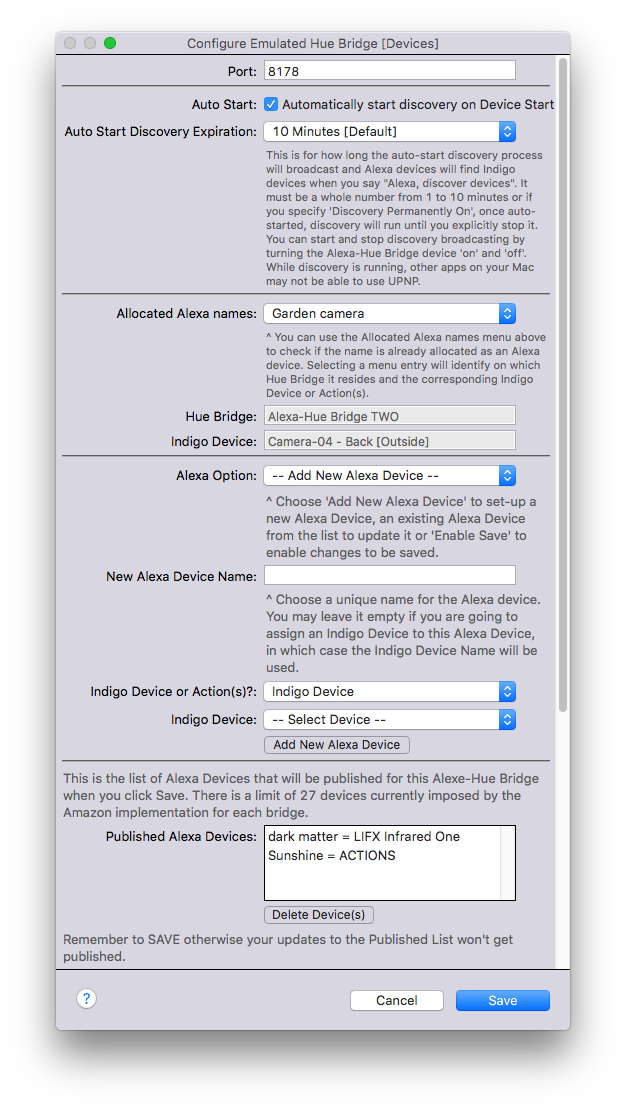 Configure Emulated Hue Bridge [Devices]
Port: 8178
Auto Start: Automatically start discovery on Device Start
Auto Start Discovery Expiration: 10 Minutes [Default]
This is for how long the auto-start discovery process
will broadcast and Alexa devices will find Indigo
devices when you say "Alexa, discover devices". It
must be a whole number from 1 to 10 minutes or if
you specify 'Discovery Permanently On', once auto-
started, discovery will run until you explicitly stop it.
You can start and stop discovery broadcasting by
turning the Alexa-Hue Bridge device 'on' and 'off'.
While discovery is running, other apps on your Mac
may not be able to use UPNP.
Allocated Alexa names: Garden camera
^ You can use the Allocated Alexa names menu above
to check if the name is already allocated as an Alexa
device. Selecting a menu entry will identify on which
Hue Bridge it resides and the corresponding Indigo
Device or Action(s).
Hue Bridge: Alexa-Hue Bridge TWO
Indigo Device: Camera-04 - Back [Outside]
Alexa Option: -- Add New Alexa Device --
^ Choose 'Add New Alexa Device' to set-up a
new Alexa Device, an existing Alexa Device
from the list to update it or 'Enable Save' to
enable changes to be saved.
New Alexa Device Name:
^ Choose a unique name for the Alexa device.
You may leave it empty if you are going to
assign an Indigo Device to this Alexa Device,
in which case the Indigo Device Name will be
used.
Indigo Device or Action(s)?: Indigo Device
Indigo Device: -- Select Device --
Add New Alexa Device
This is the list of Alexa Devices that will be published for this Alexe-Hue Bridge
when you click Save. There is a limit of 27 devices currently imposed by the
Amazon implementation for each bridge.
Published Alexa Devices: dark matter = LIFX Infrared One
Sunshine = ACTIONS
Delete Device(s)
Remember to SAVE otherwise your updates to the Published List won't get
published.
? Cancel Save